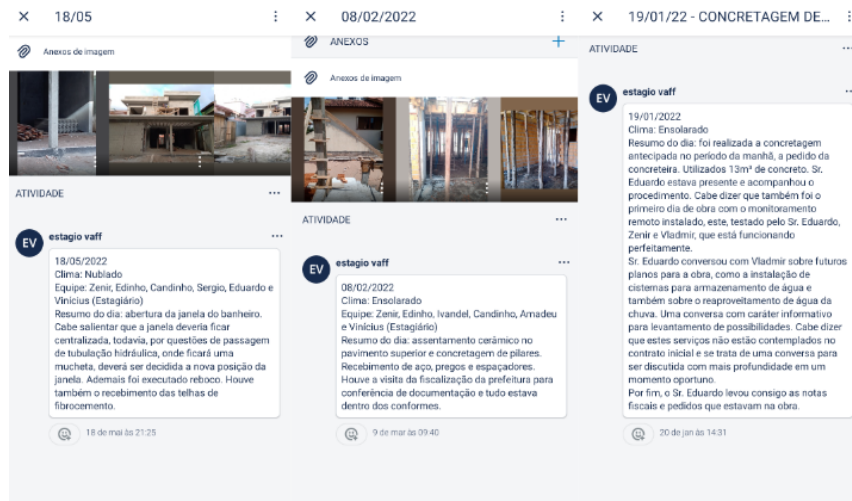 18/05
Anexos de imagem
ATIVIDADE
EV
estagio vaff
18/05/2022
Clima: Nublado
Equipe: Zenir, Edinho, Candinho, Sergio, Eduardo e
Vinícius (Estagiário)
Resumo do dia: abertura da janela do banheiro.
Cabe salientar que a janela deveria ficar
centralizada, todavia, por questões de passagem
de tubulação hidráulica, onde ficará uma
mucheta, deverá ser decidida a nova posição da
janela. Ademais foi executado reboco. Houve
também o recebimento das telhas de
fibrocemento.
18 de mai às 21:25
08/02/2022
ANEXOS
Anexos de imagem
ATIVIDADE
EV
estagio vaff
08/02/2022
Clima: Ensolarado
Equipe: Zenir, Edinho, Ivandel, Candinho, Amadeu
e Vinícius (Estagiário)
Resumo do dia: assentamento cerâmico no
pavimento superior e concretagem de pilares.
Recebimento de aço, pregos e espaçadores.
Houve a visita da fiscalização da prefeitura para
conferência de documentação e tudo estava
dentro dos conformes.
9 de mar às 09:40
19/01/22 - CONCRETAGEM DE...
ATIVIDADE
EV
estagio vaff
19/01/2022
Clima: Ensolarado
Resumo do dia: foi realizada a concretagem
antecipada no período da manhã, a pedido da
concreteira. Utilizados 13m³ de concreto. Sr.
Eduardo estava presente e acompanhou o
procedimento. Cabe dizer que também foi o
primeiro dia de obra com o monitoramento
remoto instalado, este, testado pelo Sr. Eduardo,
Zenir e Vladmir, que está funcionando
perfeitamente.
Sr. Eduardo conversou com Vladmir sobre futuros
planos para a obra, como a instalação de
cisternas para armazenamento de água e
também sobre o reaproveitamento de água da
chuva. Uma conversa com caráter informativo
para levantamento de possibilidades. Cabe dizer
que estes serviços não estão contemplados no
contrato inicial e se trata de uma conversa para
ser discutida com mais profundidade em um
momento oportuno.
Por fim, o Sr. Eduardo levou consigo as notas
fiscais e pedidos que estavam na obra.
20 de jan às 14:31